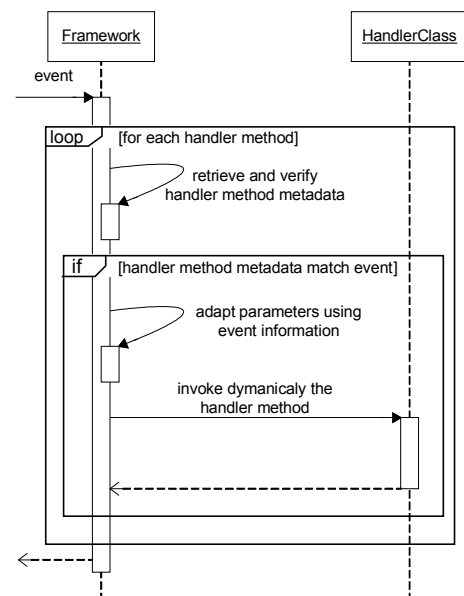 Framework
HandlerClass
event
loop
[for each handler method]
retrieve and verify
handler method metadata
if
[handler method metadata match event]
adapt parameters using
event information
invoke dymanicaly the
handler method